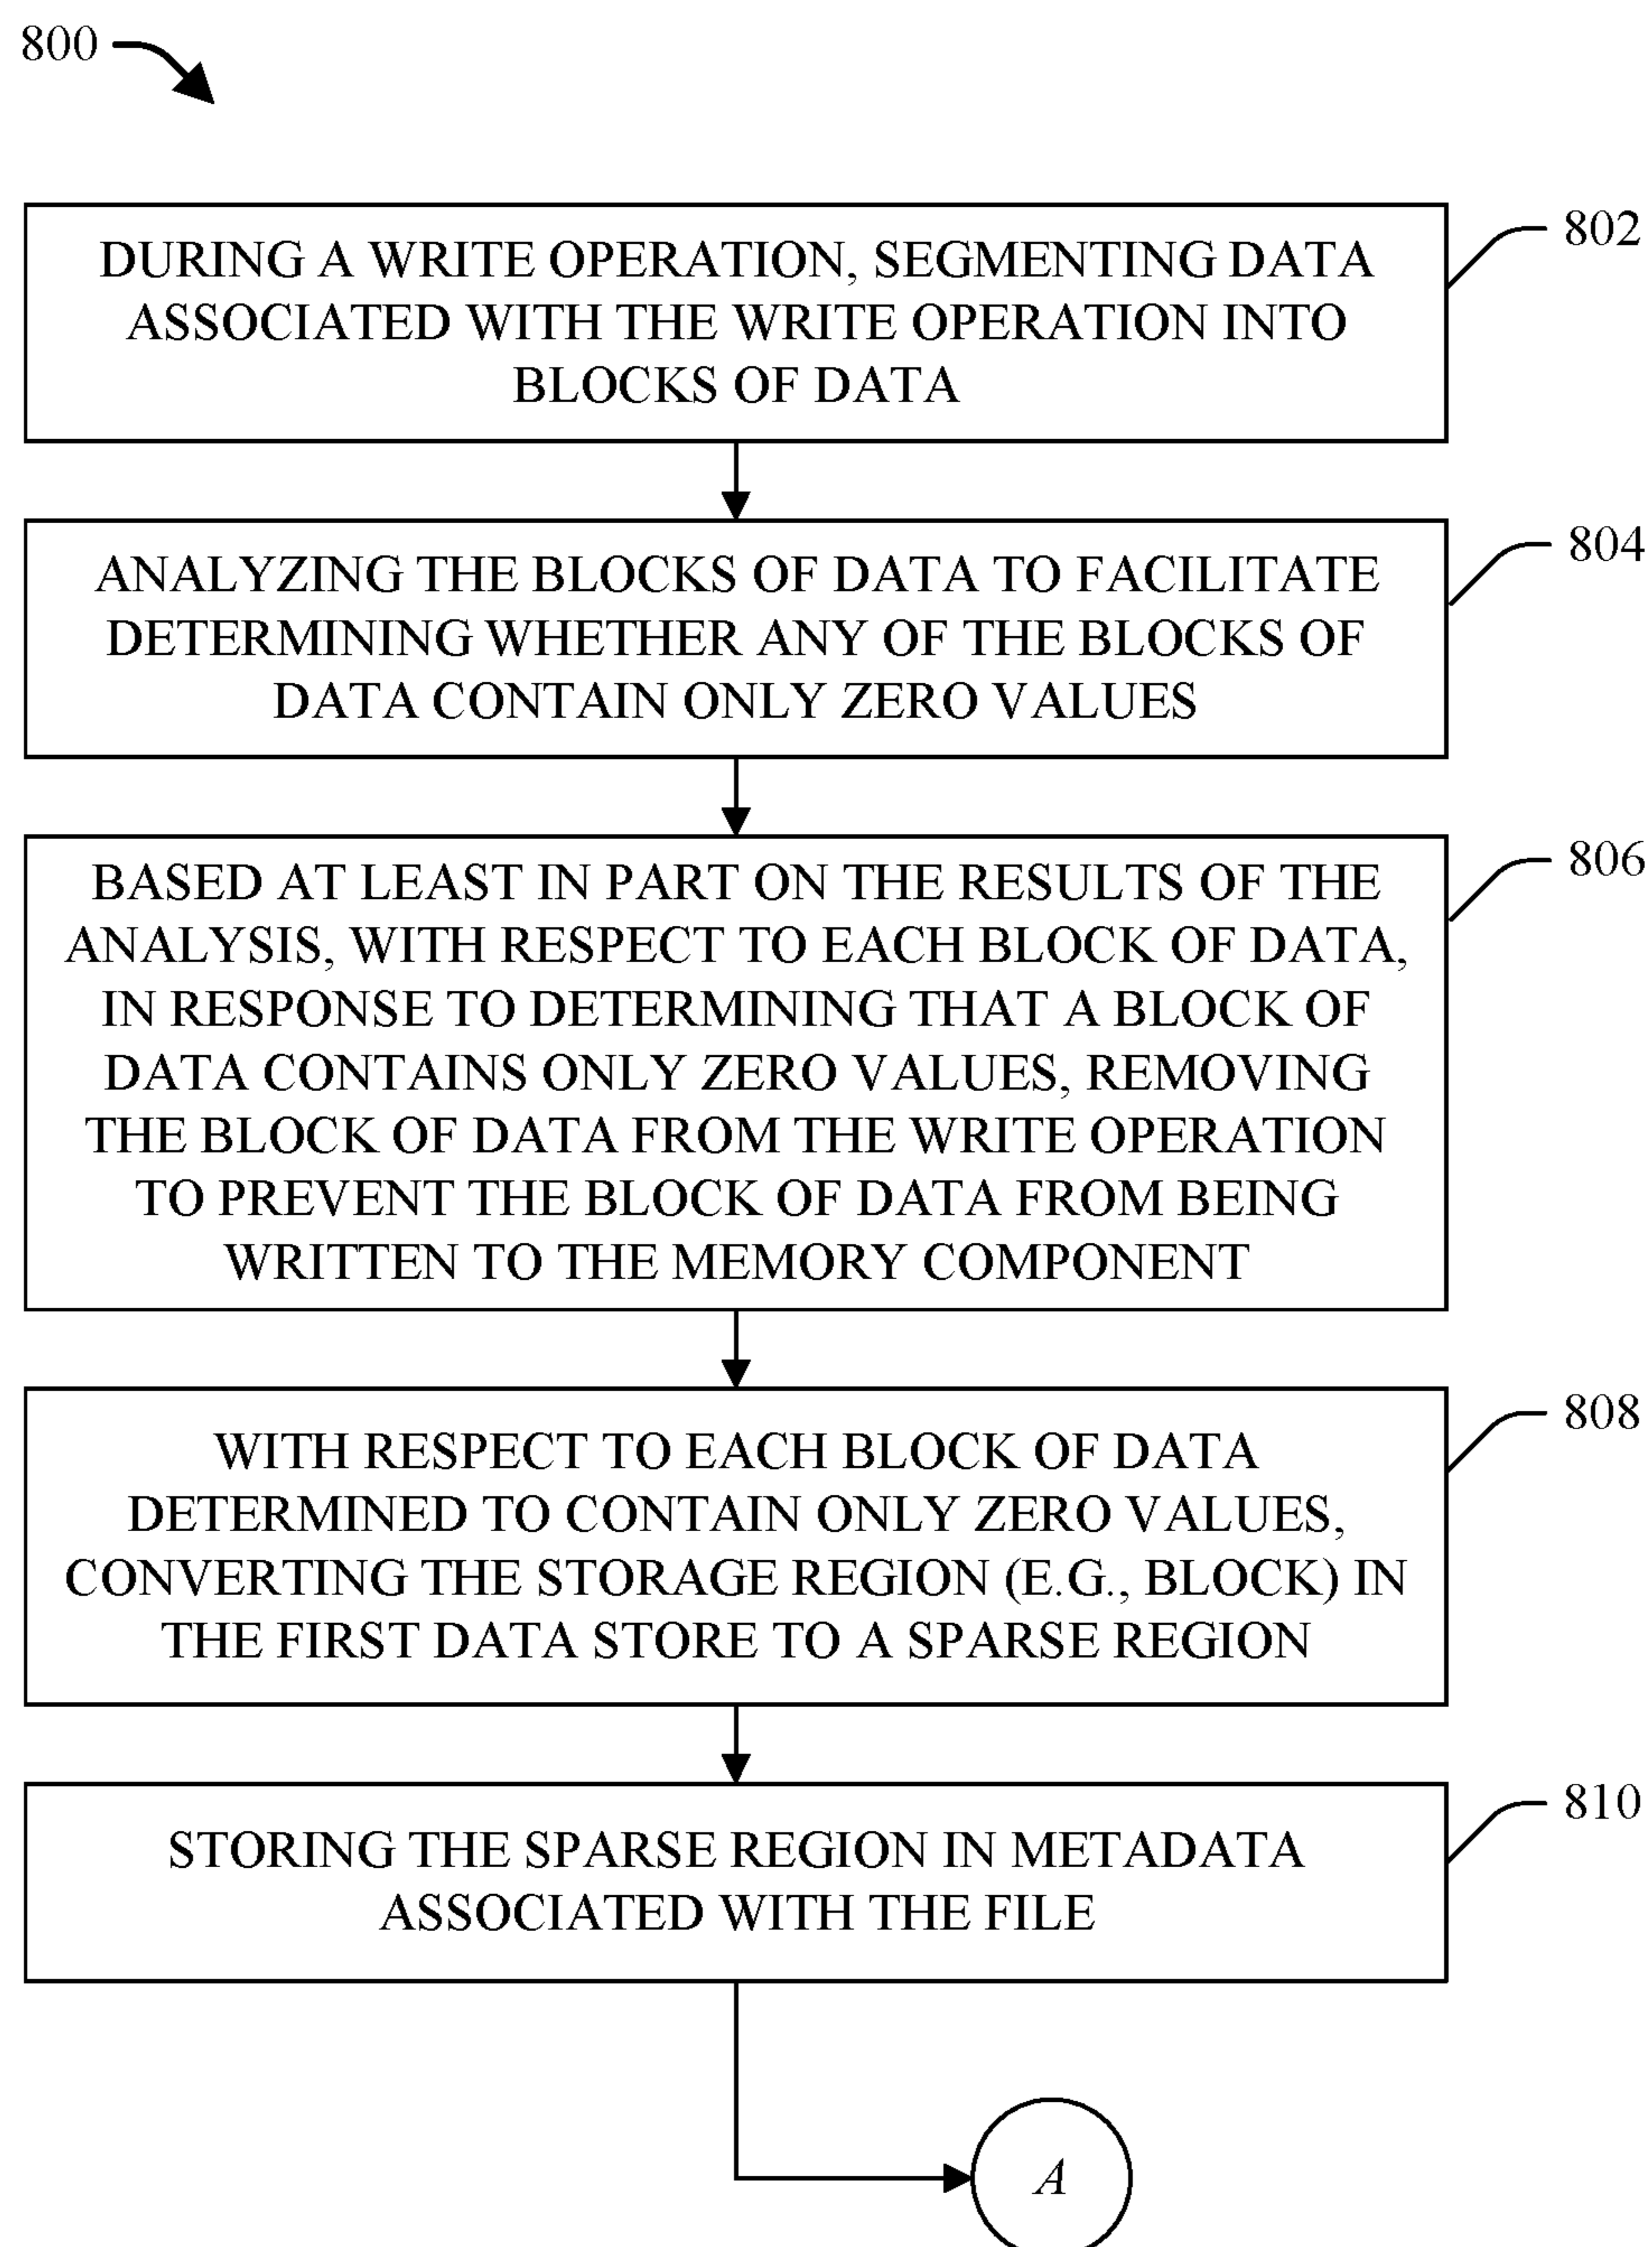 800
802
DURING A WRITE OPERATION, SEGMENTING DATA
ASSOCIATED WITH THE WRITE OPERATION INTO
BLOCKS OF DATA
804
ANALYZING THE BLOCKS OF DATA TO FACILITATE
DETERMINING WHETHER ANY OF THE BLOCKS OF
DATA CONTAIN ONLY ZERO VALUES
806
BASED AT LEAST IN PART ON THE RESULTS OF THE
ANALYSIS, WITH RESPECT TO EACH BLOCK OF DATA,
IN RESPONSE TO DETERMINING THAT A BLOCK OF
DATA CONTAINS ONLY ZERO VALUES, REMOVING
THE BLOCK OF DATA FROM THE WRITE OPERATION
TO PREVENT THE BLOCK OF DATA FROM BEING
WRITTEN TO THE MEMORY COMPONENT
808
WITH RESPECT TO EACH BLOCK OF DATA
DETERMINED TO CONTAIN ONLY ZERO VALUES,
CONVERTING THE STORAGE REGION (E.G., BLOCK) IN
THE FIRST DATA STORE TO A SPARSE REGION
810
STORING THE SPARSE REGION IN METADATA
ASSOCIATED WITH THE FILE
A